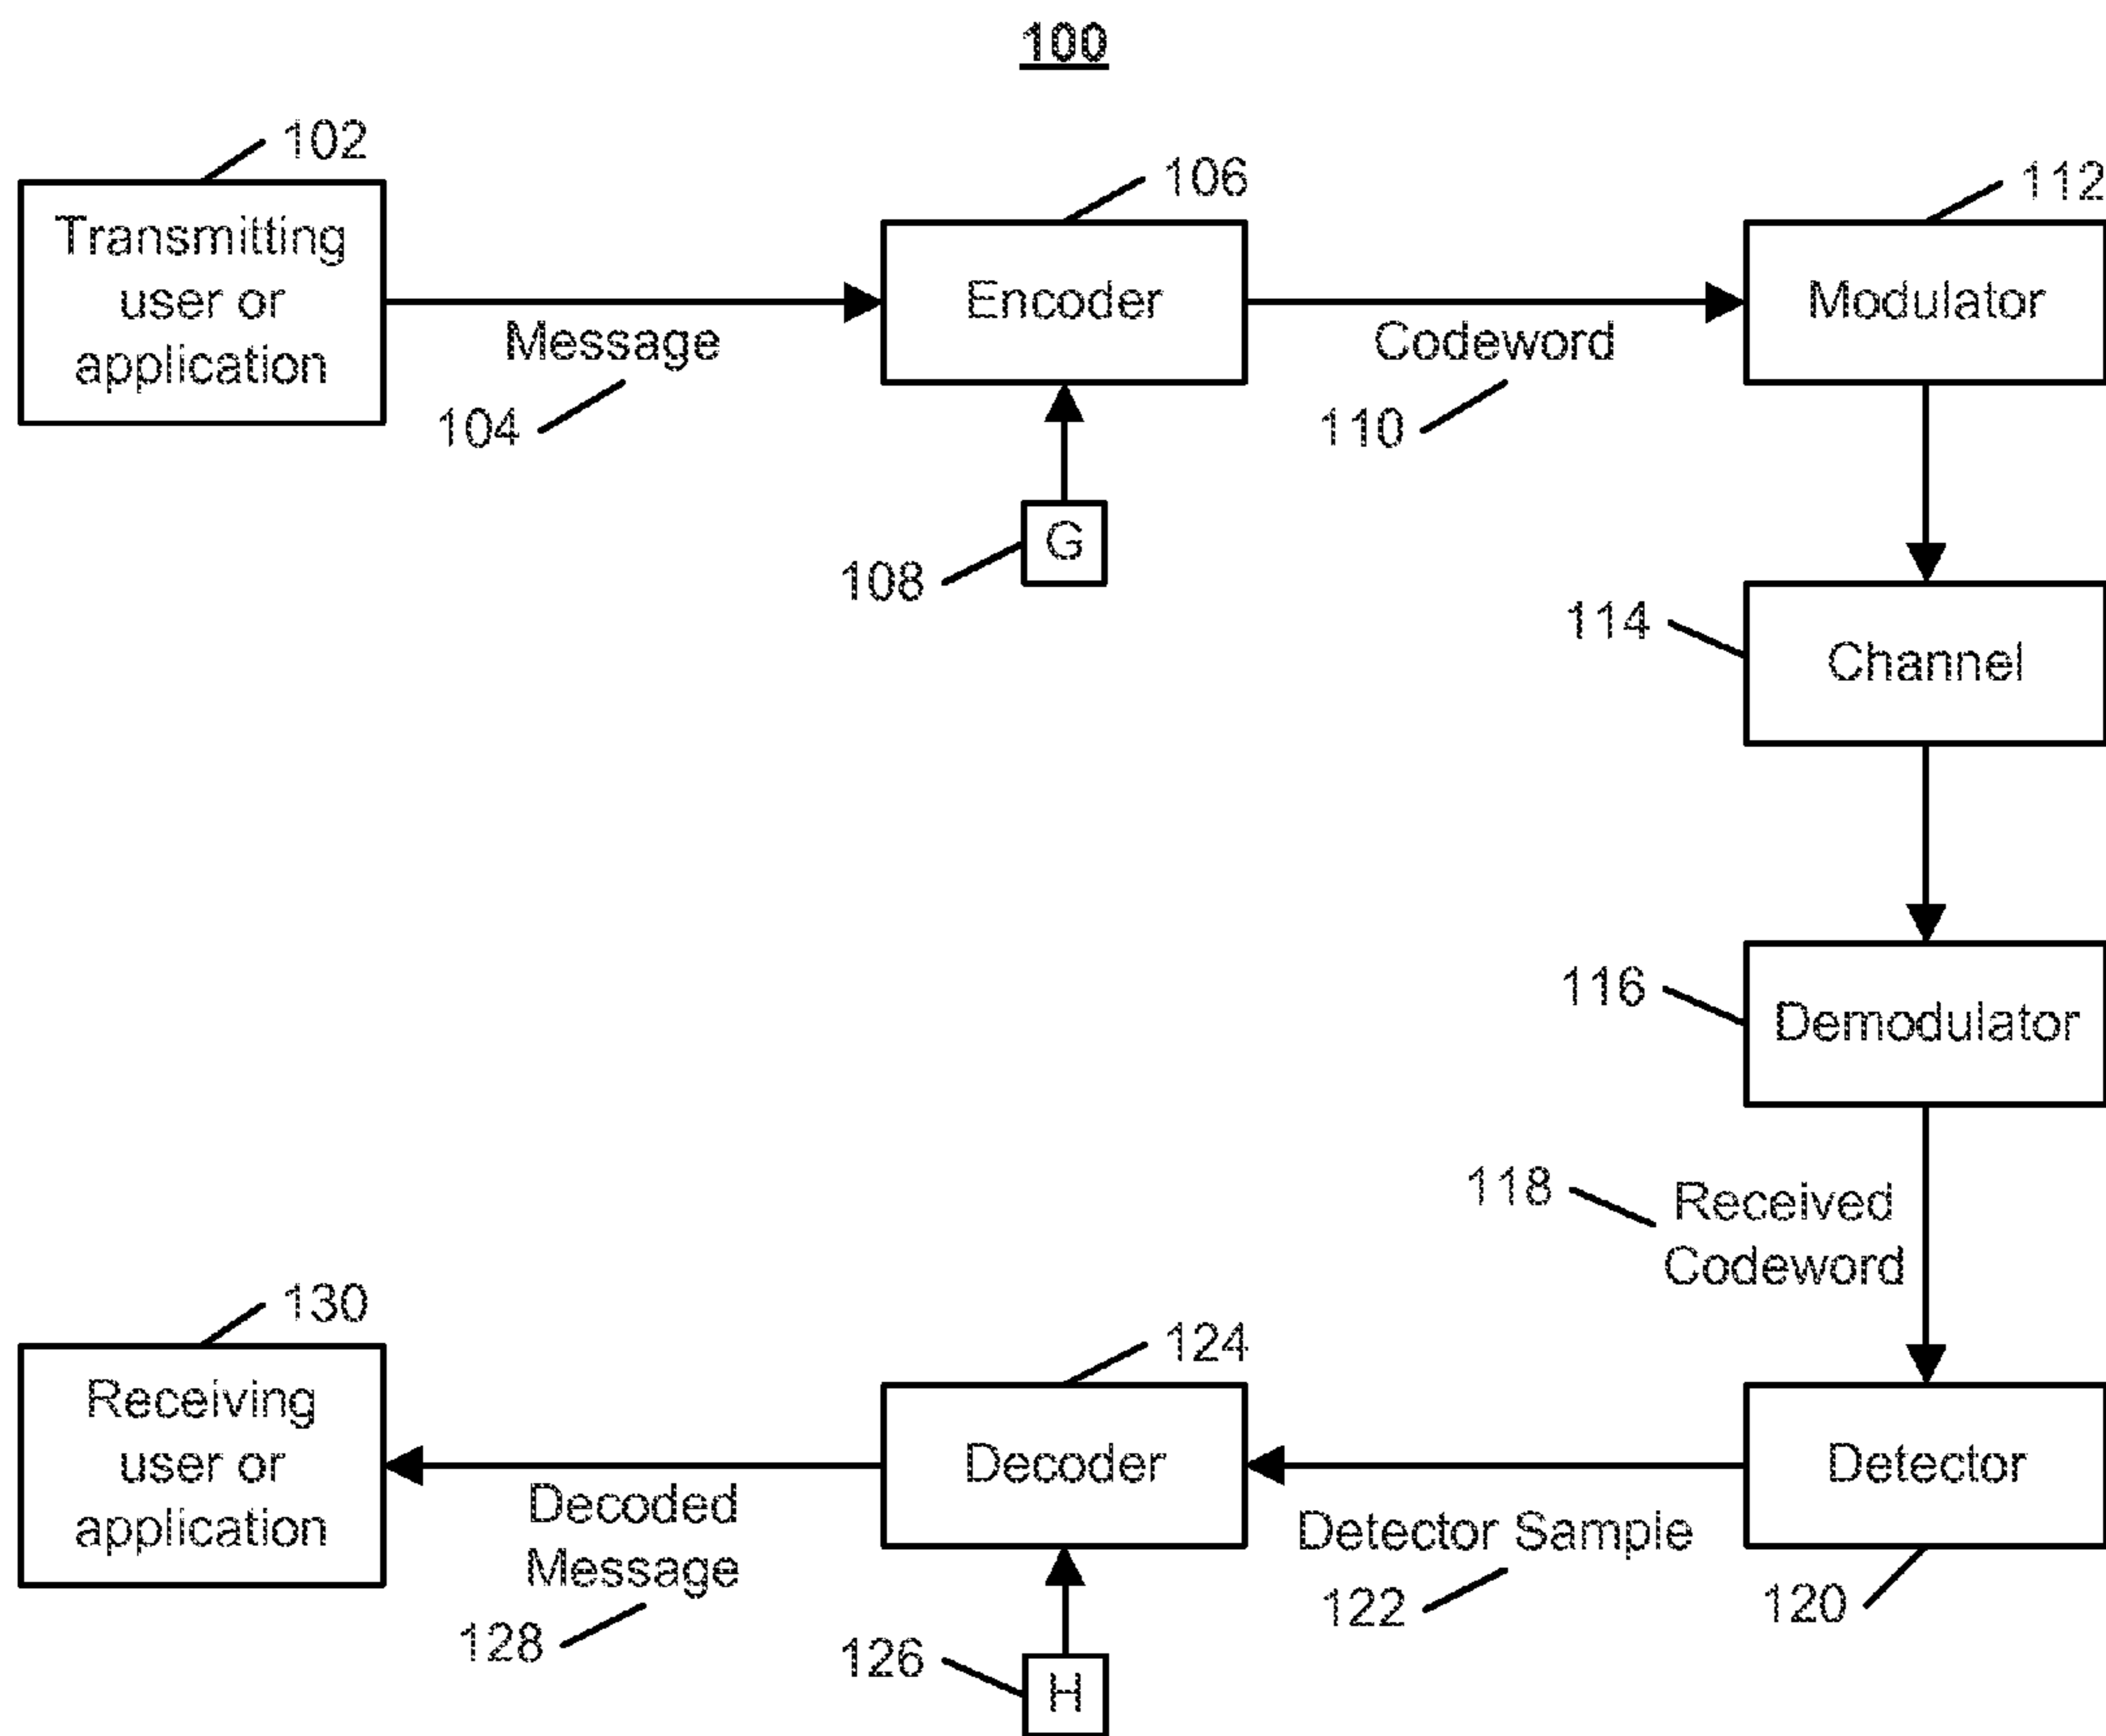 100
102
Transmitting
user or
application
Message
104
106
Encoder
G
108
Codeword
110
112
Modulator
114
Channel
116
Demodulator
118
Received
Codeword
Detector
120
Detector Sample
122
124
Decoder
H
126
Decoded
Message
128
130
Receiving
user or
application